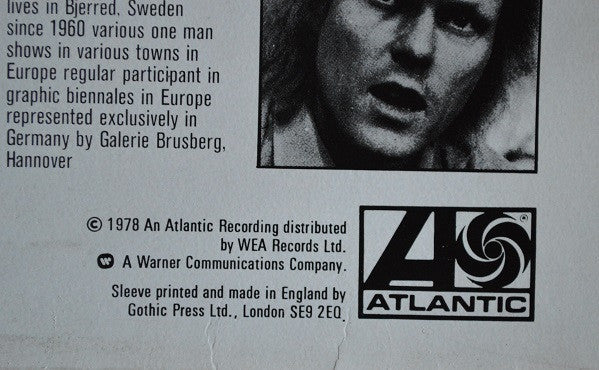 lives in Bjerred, Sweden
since 1960 various one man
shows in various towns in
Europe regular participant in
graphic biennales in Europe
represented exclusively in
Germany by Galerie Brusberg,
Hannover
© 1978 An Atlantic Recording distributed
by WEA Records Ltd.
A Warner Communications Company.
Sleeve printed and made in England by
Gothic Press Ltd., London SE9 2EQ.
A
®
ATLANTIC